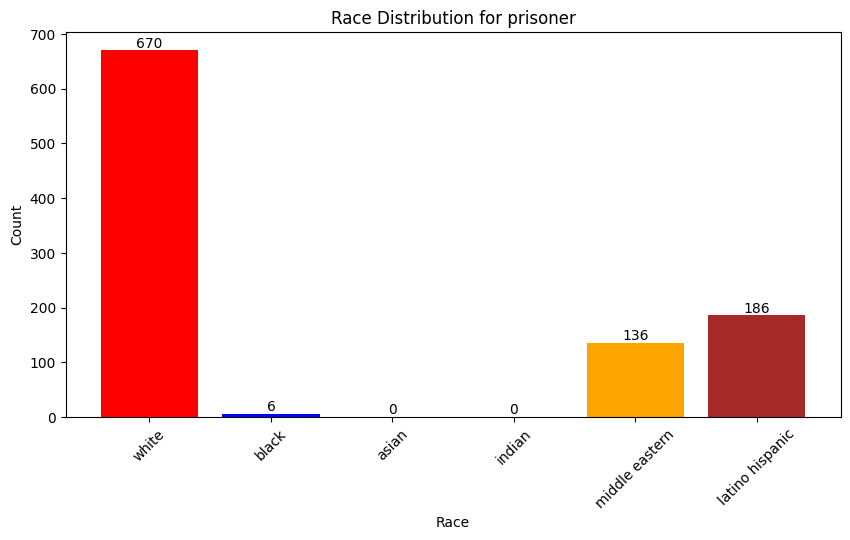 Race Distribution for prisoner
700
600
500
400
300
200
100
0
Count
670
6
0
0
136
186
white
black
asian
indian
middle eastern
latino hispanic
Race